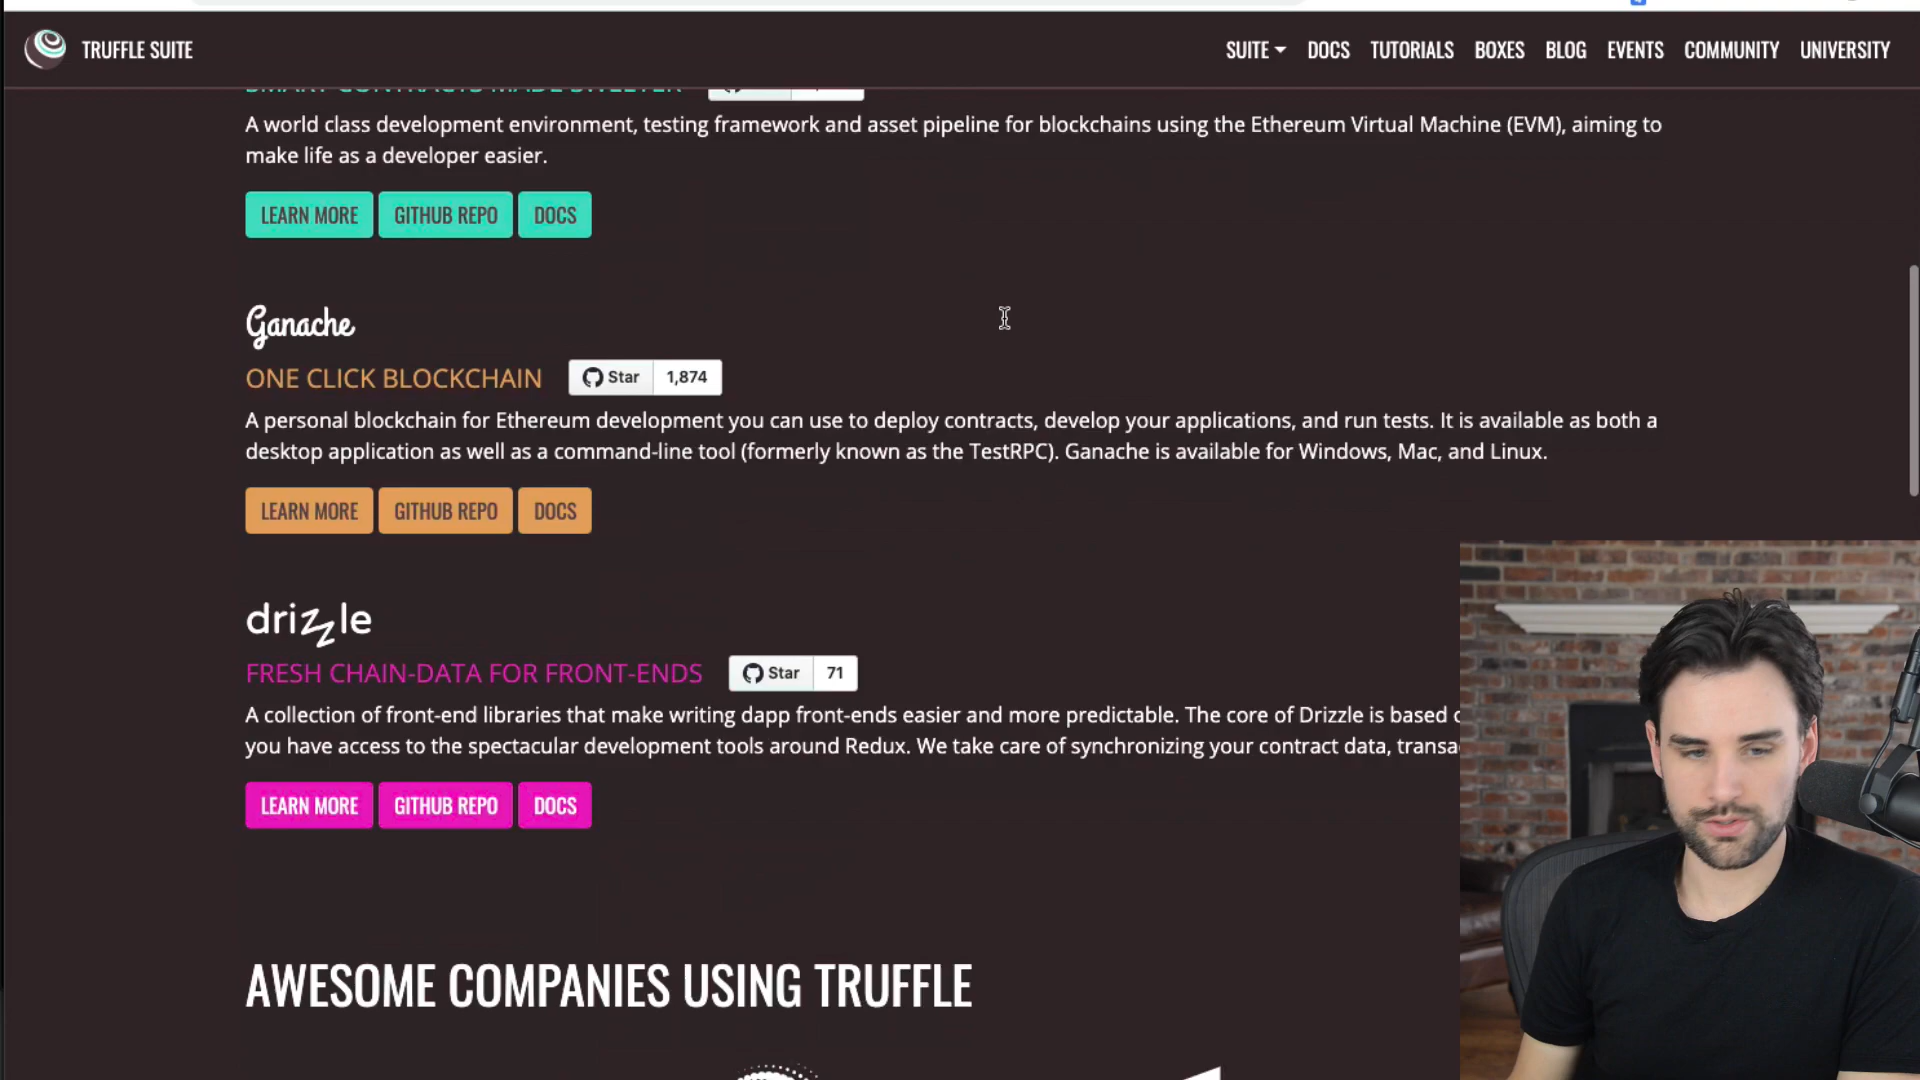 TRUFFLE SUITE
SUITE DOCS TUTORIALS BOXES BLOG EVENTS COMMUNITY UNIVERSITY
SMART CONTRACTS MADE SWEETER
A world class development environment, testing framework and asset pipeline for blockchains using the Ethereum Virtual Machine (EVM), aiming to
make life as a developer easier.
LEARN MORE GITHUB REPO DOCS
Ganache
ONE CLICK BLOCKCHAIN Star 1,874
A personal blockchain for Ethereum development you can use to deploy contracts, develop your applications, and run tests. It is available as both a
desktop application as well as a command-line tool (formerly known as the TestRPC). Ganache is available for Windows, Mac, and Linux.
LEARN MORE GITHUB REPO DOCS
drizzle
FRESH CHAIN-DATA FOR FRONT-ENDS Star 71
A collection of front-end libraries that make writing dapp front-ends easier and more predictable. The core of Drizzle is based
you have access to the spectacular development tools around Redux. We take care of synchronizing your contract data,
LEARN MORE GITHUB REPO DOCS
AWESOME COMPANIES USING TRUFFLE